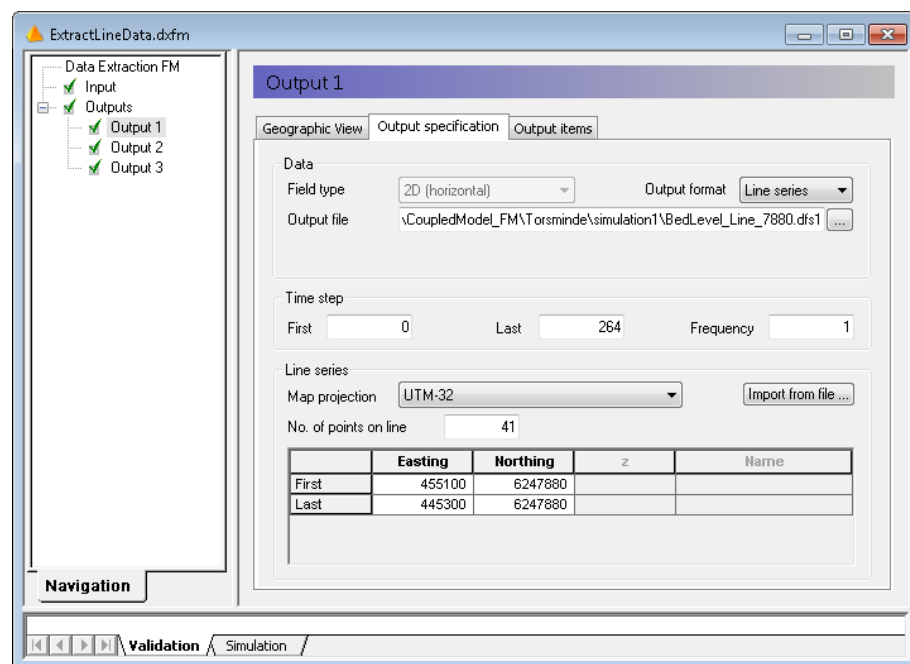 ExtractLineData.dxfm
Data Extraction FM
Input
Outputs
Output 1
Output 2
Output 3
Navigation
Output 1
Geographic View Output specification Output items
Data
Field type 2D (horizontal) Output format Line series
Output file \CoupledModel_FM\Torsminde\simulation1\BedLevel_Line_7880.dfs1 ...
Time step
First 0 Last 264 Frequency 1
Line series
Map projection UTM-32 Import from file ...
No. of points on line 41
Easting Northing z Name
First 455100 6247880
Last 445300 6247880
Validation Simulation